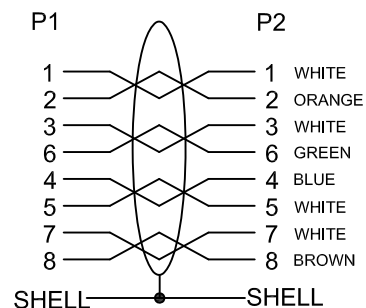 P1 P2
1 1 WHITE
2 2 ORANGE
3 3 WHITE
6 6 GREEN
4 4 BLUE
5 5 WHITE
7 7 WHITE
8 8 BROWN
SHELL SHELL